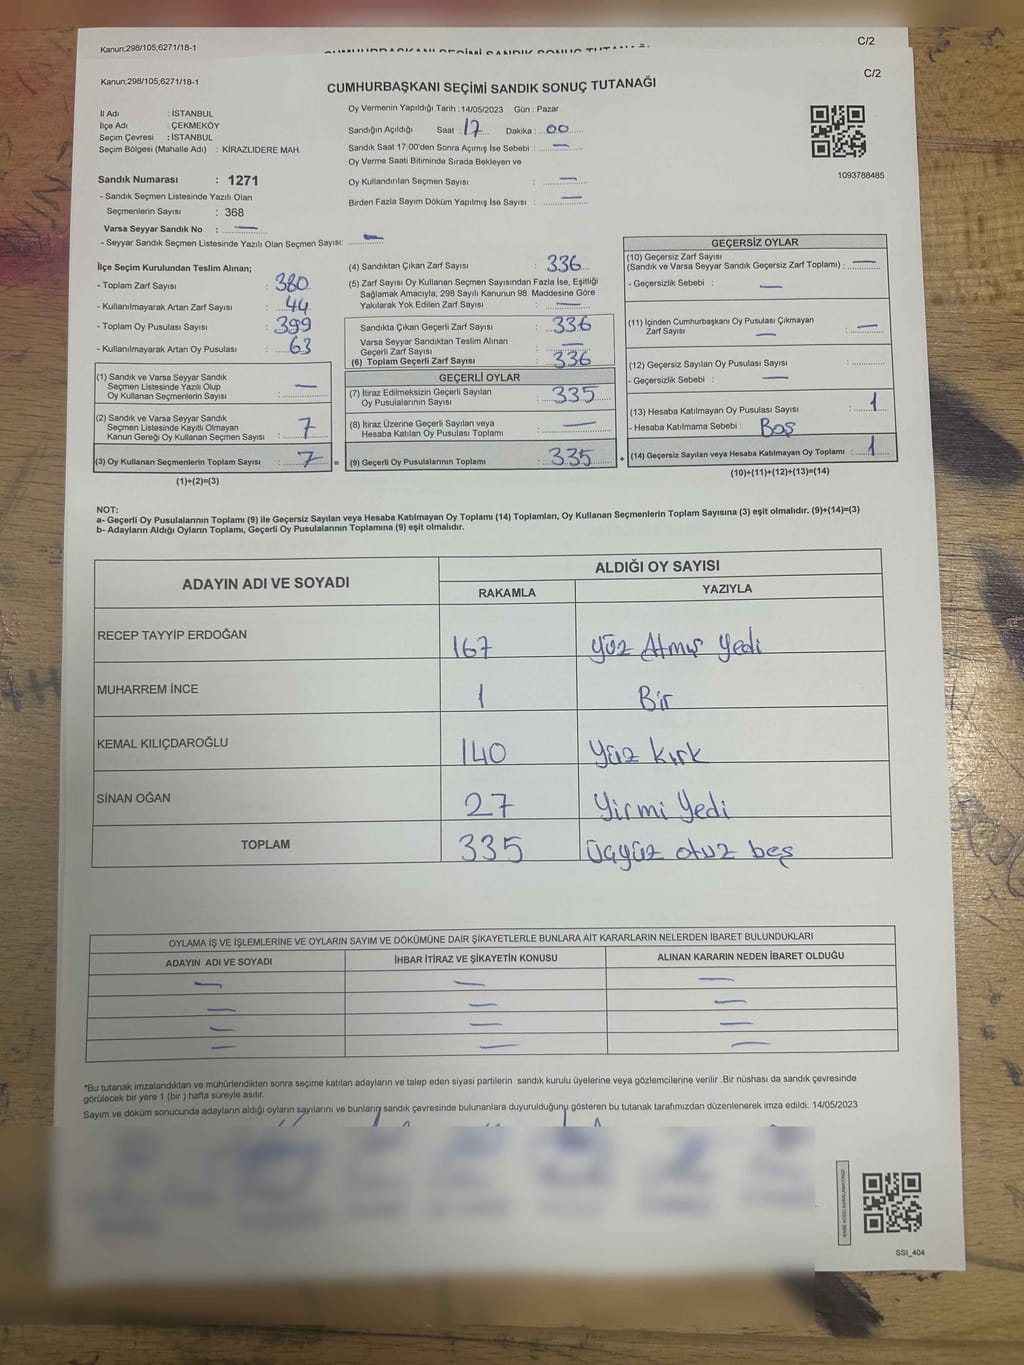 Kanun;298/105,6271/18-1
C/2
Kanun;298/105,6271/18-1
C/2
CUMHURBAŞKANI SEÇİMİ SANDIK SONUÇ TUTANAĞI
İl Adı : İSTANBUL
İlçe Adı : ÇEKMEKÖY
Seçim Çevresi : İSTANBUL
Seçim Bölgesi (Mahalle Adı) : KİRAZLIDERE MAH.
Sandık Numarası : 1271
- Sandık Seçmen Listesinde Yazılı Olan
Seçmenlerin Sayısı : 368
Varsa Seyyar Sandık No : —
- Seyyar Sandık Seçmen Listesinde Yazılı Olan Seçmen Sayısı: —
Oy Vermenin Yapıldığı Tarih : 14/05/2023 Gün : Pazar
Sandığın Açıldığı Saat : 17 Dakika : 00
Sandık Saat 17:00'den Sonra Açımış İse Sebebi : —
Oy Verme Saati Bitiminde Sırada Bekleyen ve
Oy Kullandırılan Seçmen Sayısı : —
Birden Fazla Sayım Döküm Yapılmış İse Sayısı : —
1093788485
İlçe Seçim Kurulundan Teslim Alınan;
- Toplam Zarf Sayısı : 380
- Kullanılmayarak Artan Zarf Sayısı : 44
- Toplam Oy Pusulası Sayısı : 399
- Kullanılmayarak Artan Oy Pusulası : 63
(1) Sandık ve Varsa Seyyar Sandık
Seçmen Listesinde Yazılı Olup
Oy Kullanan Seçmenlerin Sayısı : —
(2) Sandık ve Varsa Seyyar Sandık
Seçmen Listesinde Kayıtlı Olmayan
Kanun Gereği Oy Kullanan Seçmen Sayısı : 7
(3) Oy Kullanan Seçmenlerin Toplam Sayısı : 7 =
(1)+(2)=(3)
(4) Sandıktan Çıkan Zarf Sayısı : 336
(5) Zarf Sayısı Oy Kullanan Seçmen Sayısından Fazla İse, Eşitliği
Sağlamak Amacıyla; 298 Sayılı Kanunun 98. Maddesine Göre
Yakılarak Yok Edilen Zarf Sayısı : —
Sandıkta Çıkan Geçerli Zarf Sayısı : 336
Varsa Seyyar Sandıktan Teslim Alınan
Geçerli Zarf Sayısı : —
(6) Toplam Geçerli Zarf Sayısı : 336
GEÇERLİ OYLAR
(7) İtiraz Edilmeksizin Geçerli Sayılan
Oy Pusulalarının Sayısı : 335
(8) İtiraz Üzerine Geçerli Sayılan veya
Hesaba Katılan Oy Pusulası Toplamı : —
(9) Geçerli Oy Pusulalarının Toplamı : 335 +
GEÇERSİZ OYLAR
(10) Geçersiz Zarf Sayısı
(Sandık ve Varsa Seyyar Sandık Geçersiz Zarf Toplamı) : —
- Geçersizlik Sebebi : —
(11) İçinden Cumhurbaşkanı Oy Pusulası Çıkmayan
Zarf Sayısı : —
—
(12) Geçersiz Sayılan Oy Pusulası Sayısı :
- Geçersizlik Sebebi : —
(13) Hesaba Katılmayan Oy Pusulası Sayısı : 1
- Hesaba Katılmama Sebebi : Boş
(14) Geçersiz Sayılan veya Hesaba Katılmayan Oy Toplamı : 1
(10)+(11)+(12)+(13)=(14)
NOT:
a- Geçerli Oy Pusulalarının Toplamı (9) ile Geçersiz Sayılan veya Hesaba Katılmayan Oy Toplamı (14) Toplamları, Oy Kullanan Seçmenlerin Toplam Sayısına (3) eşit olmalıdır. (9)+(14)=(3)
b- Adayların Aldığı Oyların Toplamı, Geçerli Oy Pusulalarının Toplamına (9) eşit olmalıdır.
ADAYIN ADI VE SOYADI
ALDIĞI OY SAYISI
RAKAMLA YAZIYLA
RECEP TAYYİP ERDOĞAN 167 Yüz Atmış Yedi
MUHARREM İNCE 1 Bir
KEMAL KILIÇDAROĞLU 140 Yüz kırk
SİNAN OĞAN 27 Yirmi Yedi
TOPLAM 335 Üçyüz otuz beş
OYLAMA İŞ VE İŞLEMLERİNE VE OYLARIN SAYIM VE DÖKÜMÜNE DAİR ŞİKAYETLERLE BUNLARA AİT KARARLARIN NELERDEN İBARET BULUNDUKLARI
ADAYIN ADI VE SOYADI İHBAR İTİRAZ VE ŞİKAYETİN KONUSU ALINAN KARARIN NEDEN İBARET OLDUĞU
— — —
— — —
— — —
— — —
*Bu tutanak imzalandıktan ve mühürlendikten sonra seçime katılan adayların ve talep eden siyasi partilerin sandık kurulu üyelerine veya gözlemcilerine verilir .Bir nüshası da sandık çevresinde
görülecek bir yere 1 (bir ) hafta süreyle asılır.
Sayım ve döküm sonucunda adayların aldığı oyların sayılarını ve bunların sandık çevresinde bulunanlara duyurulduğunu gösteren bu tutanak tarafımızdan düzenlenerek imza edildi. 14/05/2023
KARE KODU KARALAMAYINIZ!
SSI_404